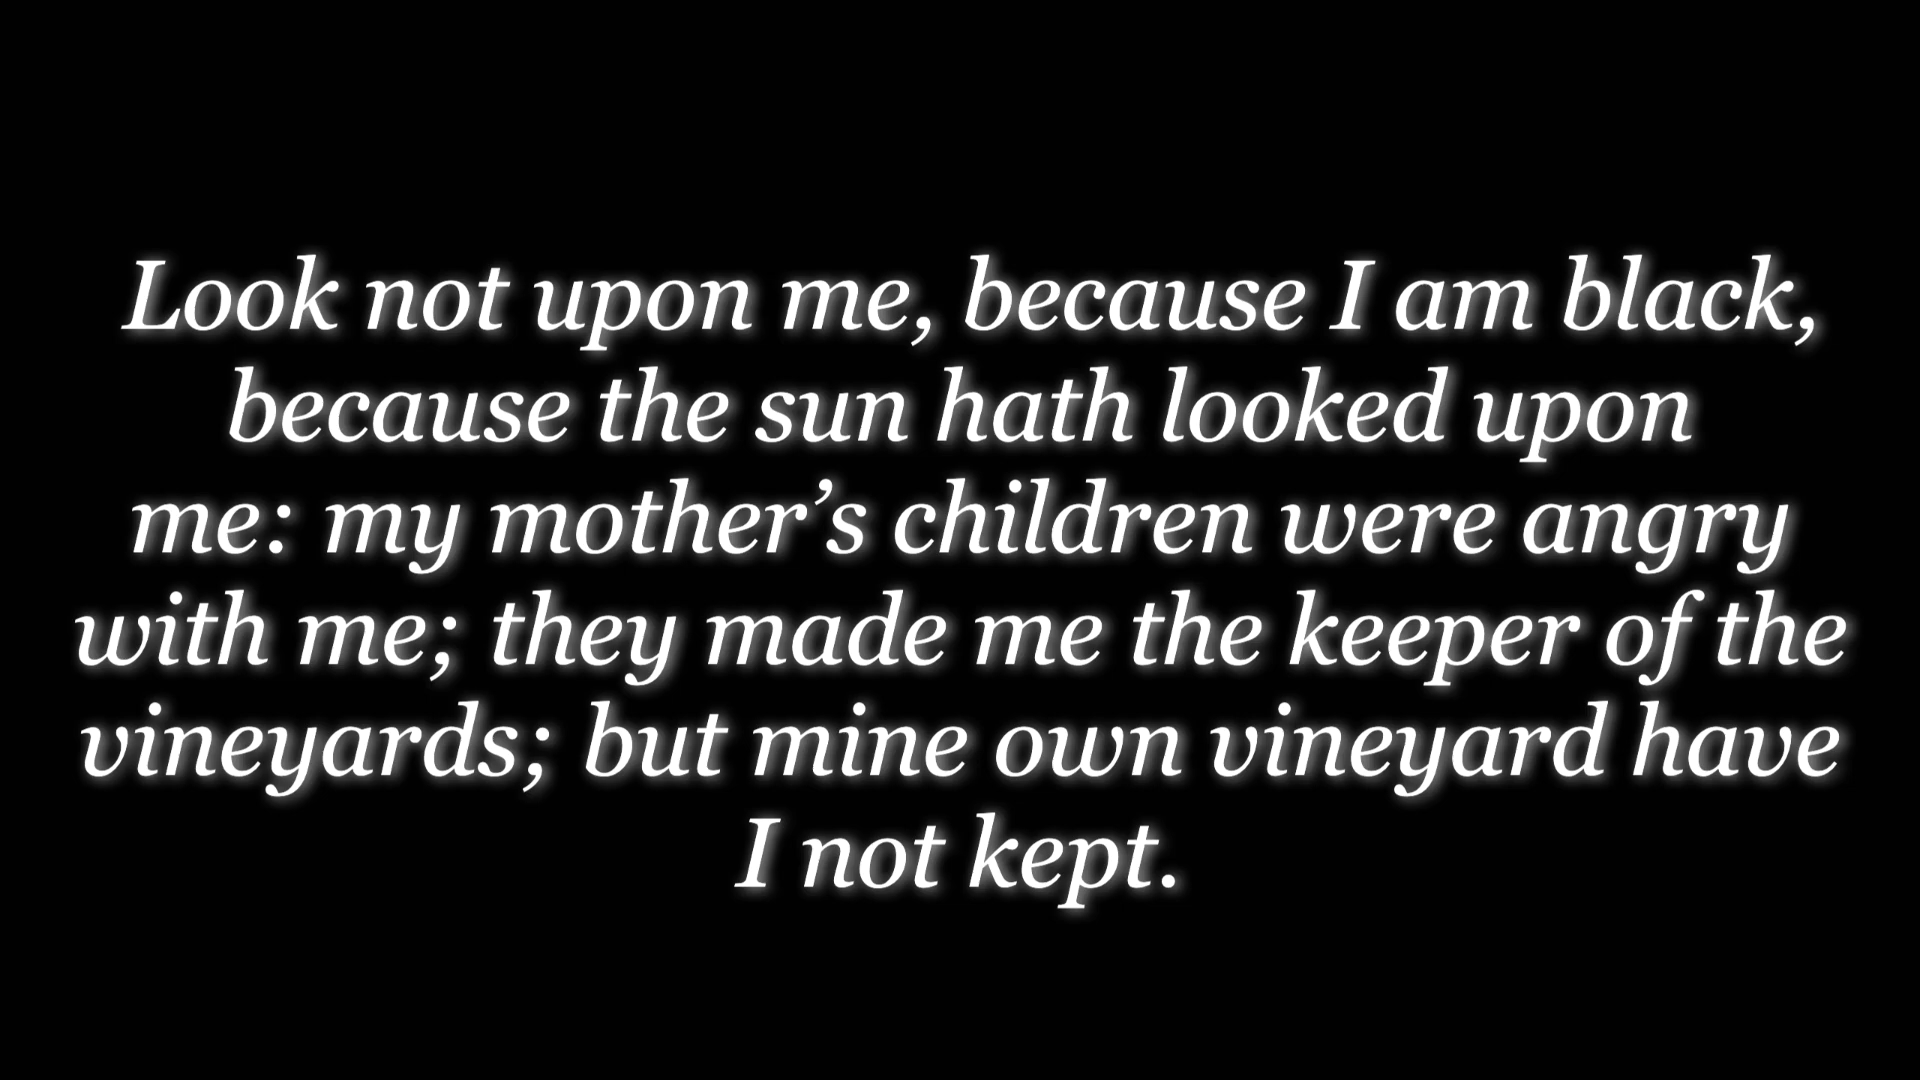 Look not upon me, because I am black,
because the sun hath looked upon
me: my mother’s children were angry
with me; they made me the keeper of the
vineyards; but mine own vineyard have
I not kept.